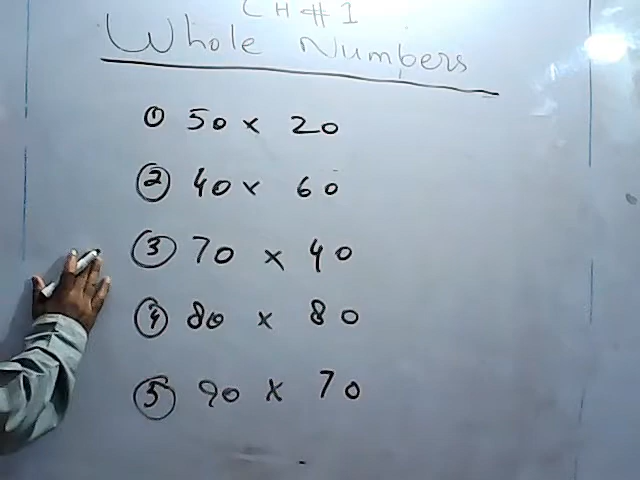 CH#1
Whole Numbers
① 50 x 20
② 40 x 60
③ 70 x 40
④ 80 x 80
⑤ 90 x 70